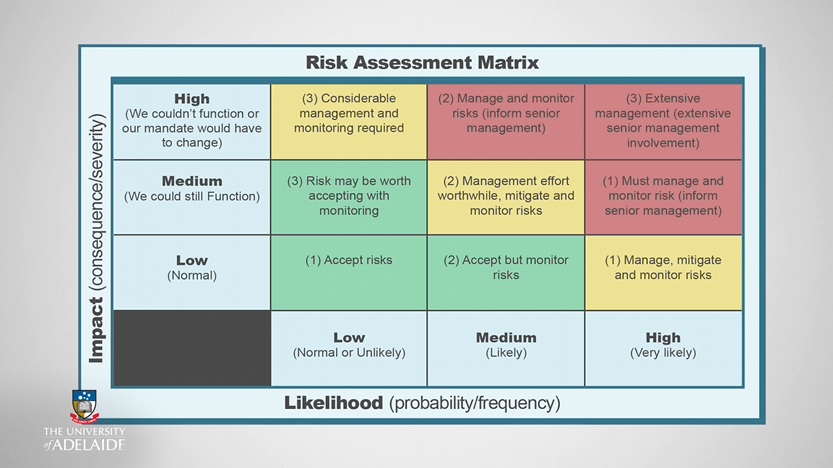 Risk Assessment Matrix
Impact (consequence/severity)
High
(We couldn't function or
our mandate would have
to change)
(3) Considerable
management and
monitoring required
(2) Manage and monitor
risks (inform senior
management)
(3) Extensive
management (extensive
senior management
involvement)
Medium
(We could still Function)
(3) Risk may be worth
accepting with
monitoring
(2) Management effort
worthwhile, mitigate and
monitor risks
(1) Must manage and
monitor risk (inform
senior management)
Low
(Normal)
(1) Accept risks
(2) Accept but monitor
risks
(1) Manage, mitigate
and monitor risks
Low
(Normal or Unlikely)
Medium
(Likely)
High
(Very likely)
Likelihood (probability/frequency)
THE UNIVERSITY
of ADELAIDE